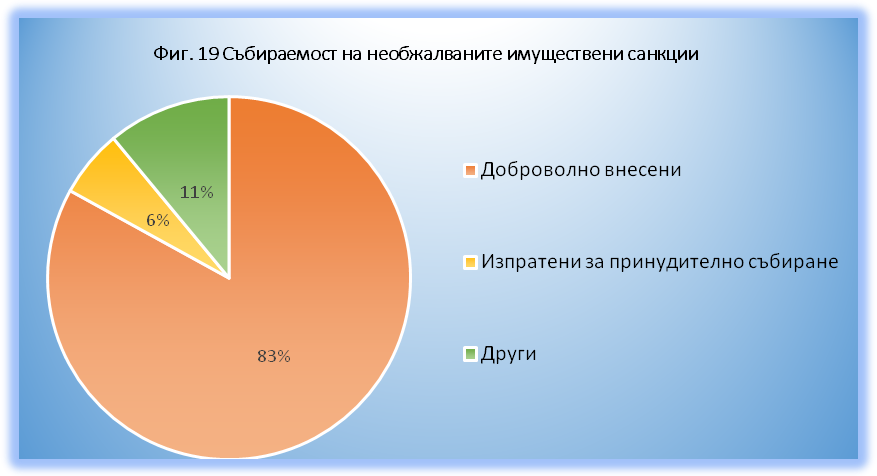 Фиг. 19 Събираемост на необжалваните имуществени санкции
11%
6%
83%
Доброволно внесени
Изпратени за принудително събиране
Други